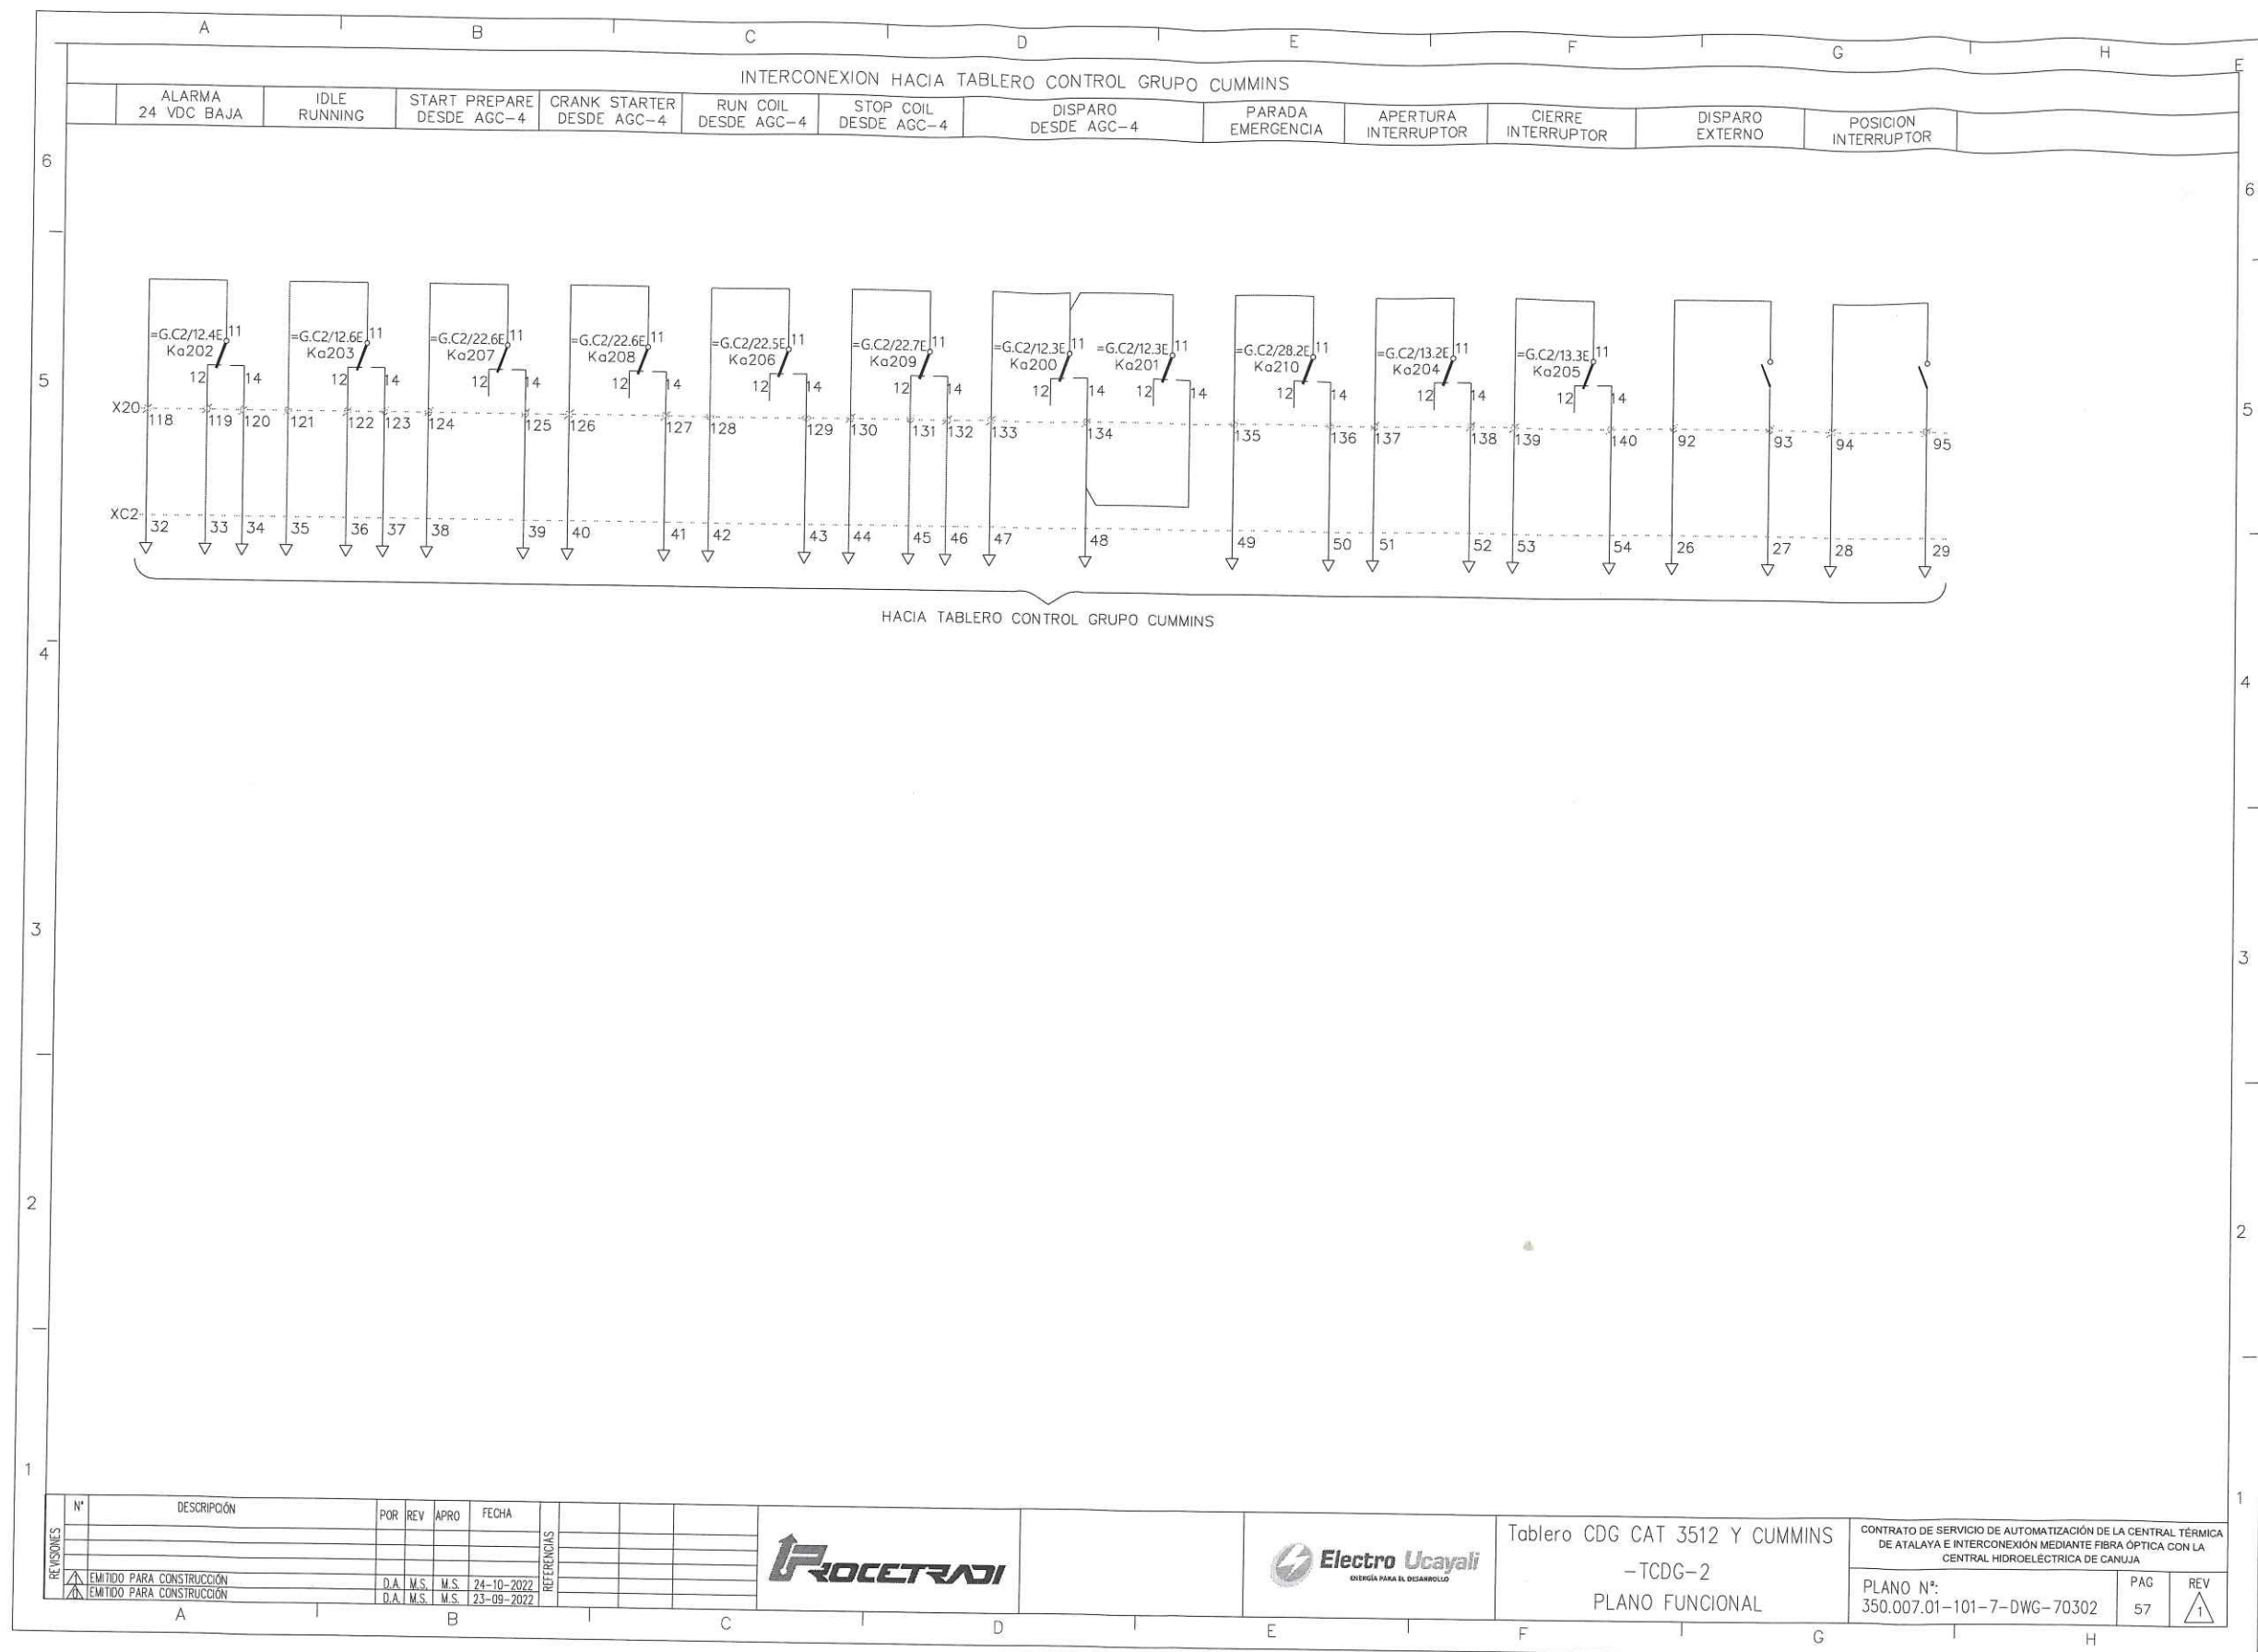 A B C D E F G H
E
INTERCONEXION HACIA TABLERO CONTROL GRUPO CUMMINS
ALARMA
24 VDC BAJA
IDLE
RUNNING
START PREPARE
DESDE AGC-4
CRANK STARTER
DESDE AGC-4
RUN COIL
DESDE AGC-4
STOP COIL
DESDE AGC-4
DISPARO
DESDE AGC-4
PARADA
EMERGENCIA
APERTURA
INTERRUPTOR
CIERRE
INTERRUPTOR
DISPARO
EXTERNO
POSICION
INTERRUPTOR
6 6
=G.C2/12.4E 11
Ka202
12 14
=G.C2/12.6E 11
Ka203
12 14
=G.C2/22.6E 11
Ka207
12 14
=G.C2/22.6E 11
Ka208
12 14
=G.C2/22.5E 11
Ka206
12 14
=G.C2/22.7E 11
Ka209
12 14
=G.C2/12.3E 11
Ka200
12 14
=G.C2/12.3E 11
Ka201
12 14
=G.C2/28.2E 11
Ka210
12 14
=G.C2/13.2E 11
Ka204
12 14
=G.C2/13.3E 11
Ka205
12 14
5 5
X20 118 119 120 121 122 123 124 125 126 127 128 129 130 131 132 133 134 135 136 137 138 139 140 92 93 94 95
XC2 32 33 34 35 36 37 38 39 40 41 42 43 44 45 46 47 48 49 50 51 52 53 54 26 27 28 29
HACIA TABLERO CONTROL GRUPO CUMMINS
4 4
3 3
2 2
1 1
REVISIONES
N° DESCRIPCIÓN POR REV APRO FECHA
1 EMITIDO PARA CONSTRUCCIÓN D.A. M.S. M.S. 24-10-2022
EMITIDO PARA CONSTRUCCIÓN D.A. M.S. M.S. 23-09-2022
REFERENCIAS
PROCETRADI
Electro Ucayali
ENERGÍA PARA EL DESARROLLO
Tablero CDG CAT 3512 Y CUMMINS
-TCDG-2
PLANO FUNCIONAL
CONTRATO DE SERVICIO DE AUTOMATIZACIÓN DE LA CENTRAL TÉRMICA
DE ATALAYA E INTERCONEXIÓN MEDIANTE FIBRA ÓPTICA CON LA
CENTRAL HIDROELÉCTRICA DE CANUJA
PLANO Nª:
350.007.01-101-7-DWG-70302
PAG
57
REV
1
A B C D E F G H